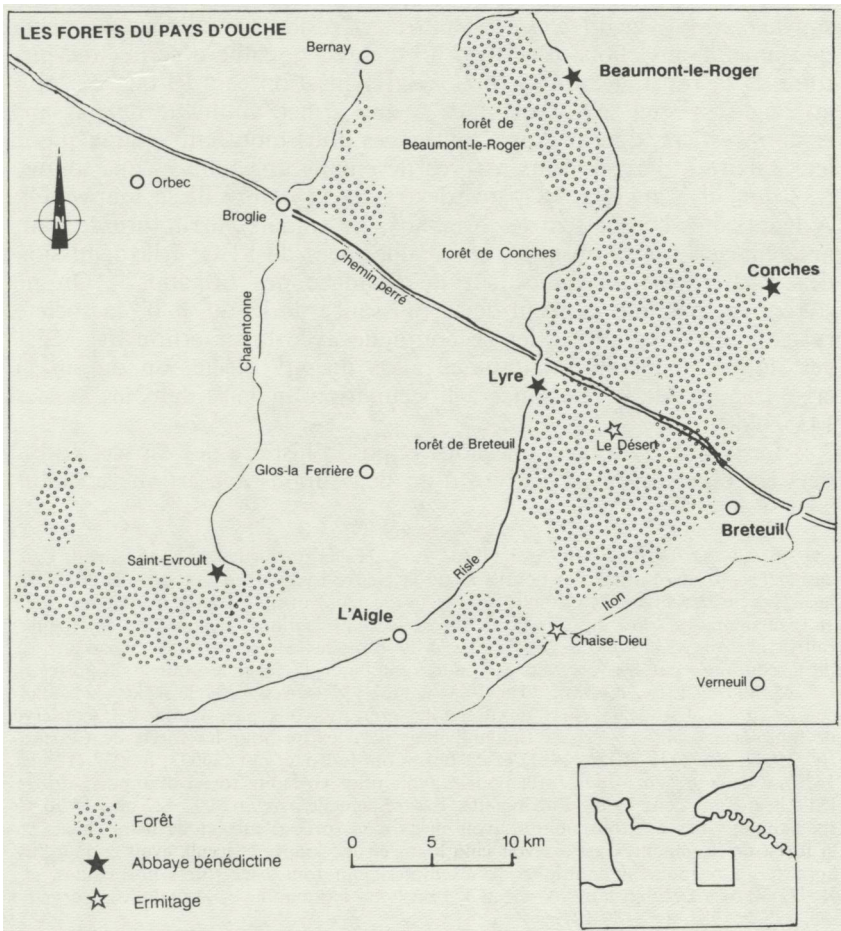 LES FORETS DU PAYS D'OUCHE
Bernay
Beaumont-le-Roger
forêt de
Beaumont-le-Roger
Orbec
N
Broglie
forêt de Conches
Conches
Chemin perré
Charentonne
Lyre
forêt de Breteuil
Le Désert
Glos-la Ferrière
Breteuil
Saint-Evroult
Risle
Iton
L'Aigle
Chaise-Dieu
Verneuil
Forêt
0 5 10 km
Abbaye bénédictine
Ermitage